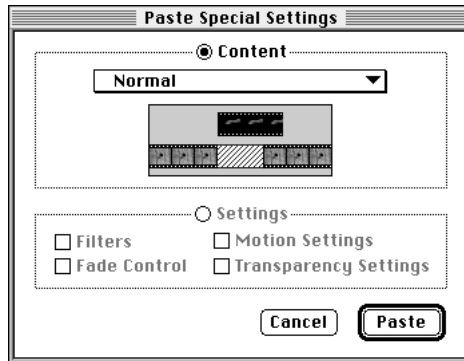 Paste Special Settings
Content
Normal
Settings
Filters
Motion Settings
Fade Control
Transparency Settings
Cancel
Paste